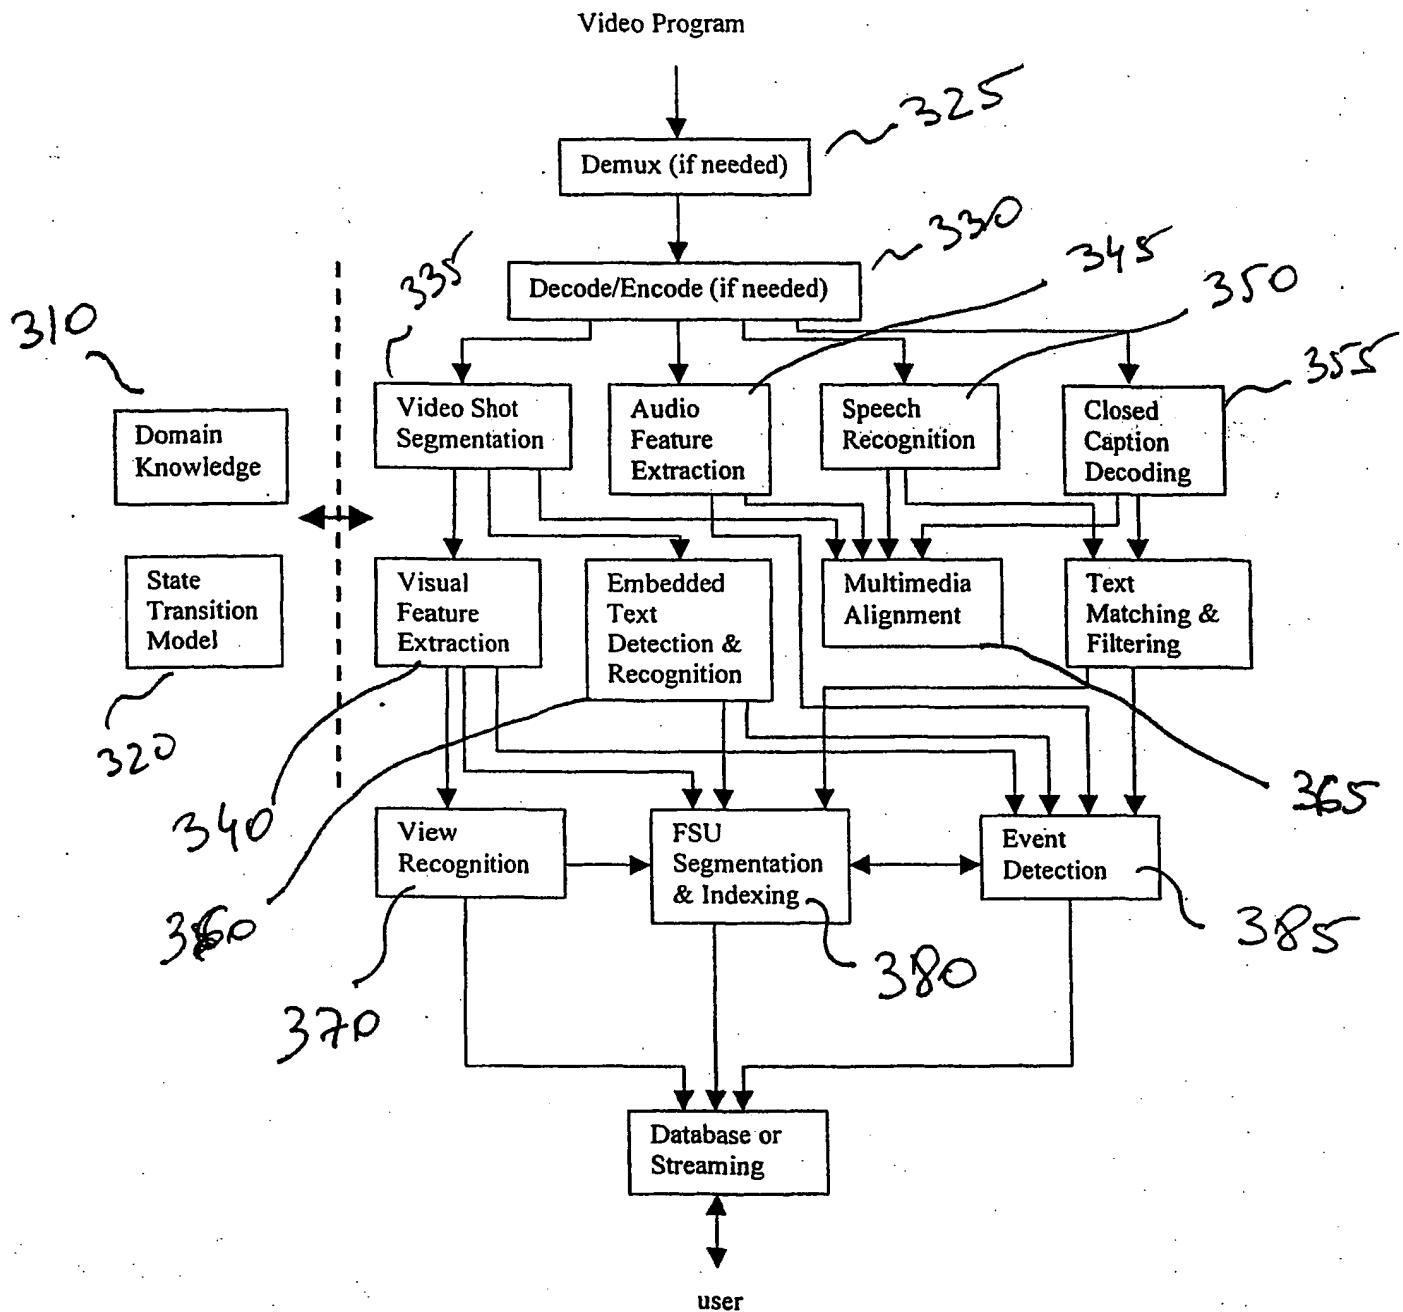 Video Program
325
Demux (if needed)
330
335
345
Decode/Encode (if needed)
350
310
355
Video Shot
Segmentation
Audio
Feature
Extraction
Speech
Recognition
Closed
Caption
Decoding
Domain
Knowledge
State
Transition
Model
Visual
Feature
Extraction
Embedded
Text
Detection &
Recognition
Multimedia
Alignment
Text
Matching &
Filtering
320
340
365
View
Recognition
FSU
Segmentation
& Indexing
Event
Detection
360
385
380
370
Database or
Streaming
user